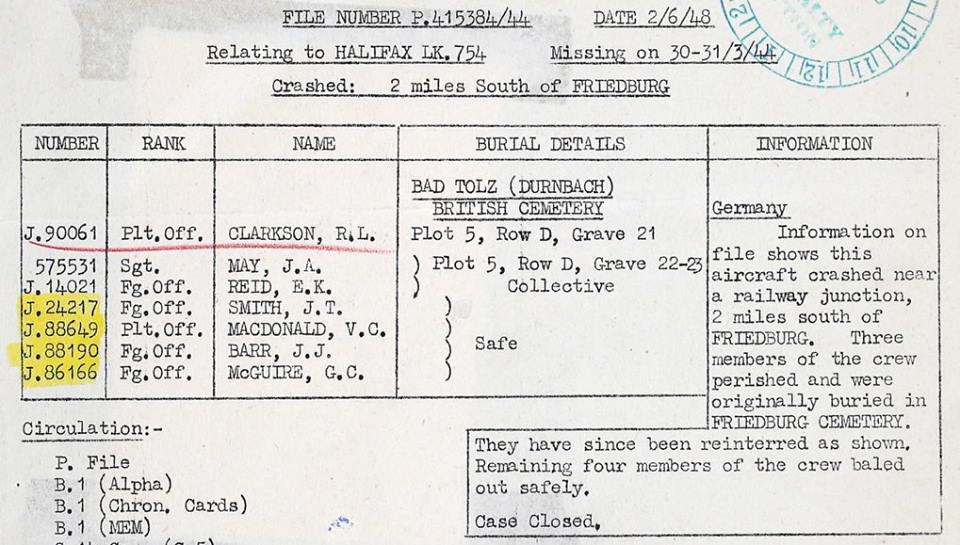 FILE NUMBER P.415384/44 DATE 2/6/48
Relating to HALIFAX LK.754 Missing on 30-31/3/44
Crashed: 2 miles South of FRIEDBURG
NUMBER RANK NAME BURIAL DETAILS INFORMATION
BAD TOLZ (DURNBACH)
BRITISH CEMETERY
J.90061 Plt.Off. CLARKSON, R.L. Plot 5, Row D, Grave 21
575531 Sgt. MAY, J.A. ) Plot 5, Row D, Grave 22-23
J.14021 Fg.Off. REID, E.K. ) Collective
J.24217 Fg.Off. SMITH, J.T. )
J.88649 Plt.Off. MACDONALD, V.C. ) Safe
J.88190 Fg.Off. BARR, J.J. )
J.86166 Fg.Off. McGUIRE, G.C. )
Germany
Information on
file shows this
aircraft crashed near
a railway junction,
2 miles south of
FRIEDBURG. Three
members of the crew
perished and were
originally buried in
FRIEDBURG CEMETERY.
They have since been reinterred as shown.
Remaining four members of the crew baled
out safely.
Case Closed.
Circulation:-
P. File
B.1 (Alpha)
B.1 (Chron. Cards)
B.1 (MEM)